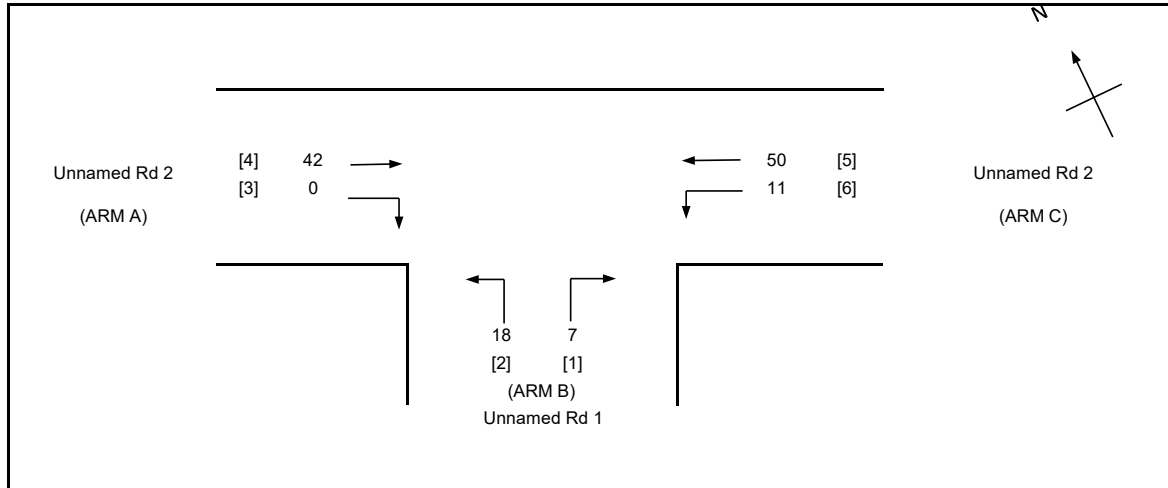 N
[4] 42 50 [5]
Unnamed Rd 2 Unnamed Rd 2
[3] 0 11 [6]
(ARM A) (ARM C)
18 7
[2] [1]
(ARM B)
Unnamed Rd 1